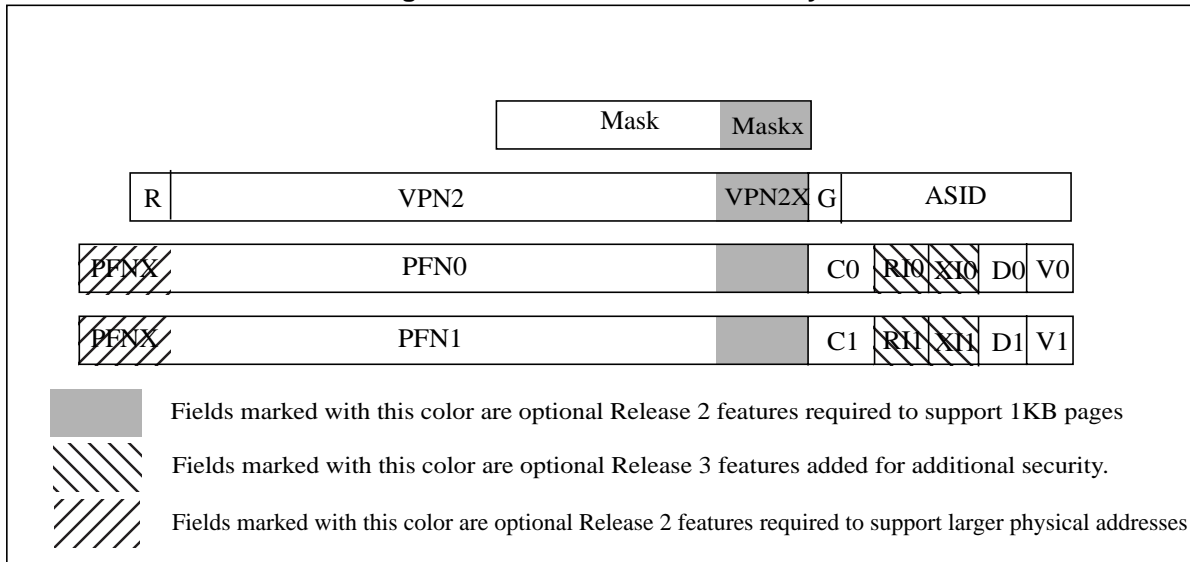 Mask Maskx
R VPN2 VPN2X G ASID
PFNX PFN0 C0 RI0 XI0 D0 V0
PFNX PFN1 C1 RI1 XI1 D1 V1
Fields marked with this color are optional Release 2 features required to support 1KB pages
Fields marked with this color are optional Release 3 features added for additional security.
Fields marked with this color are optional Release 2 features required to support larger physical addresses